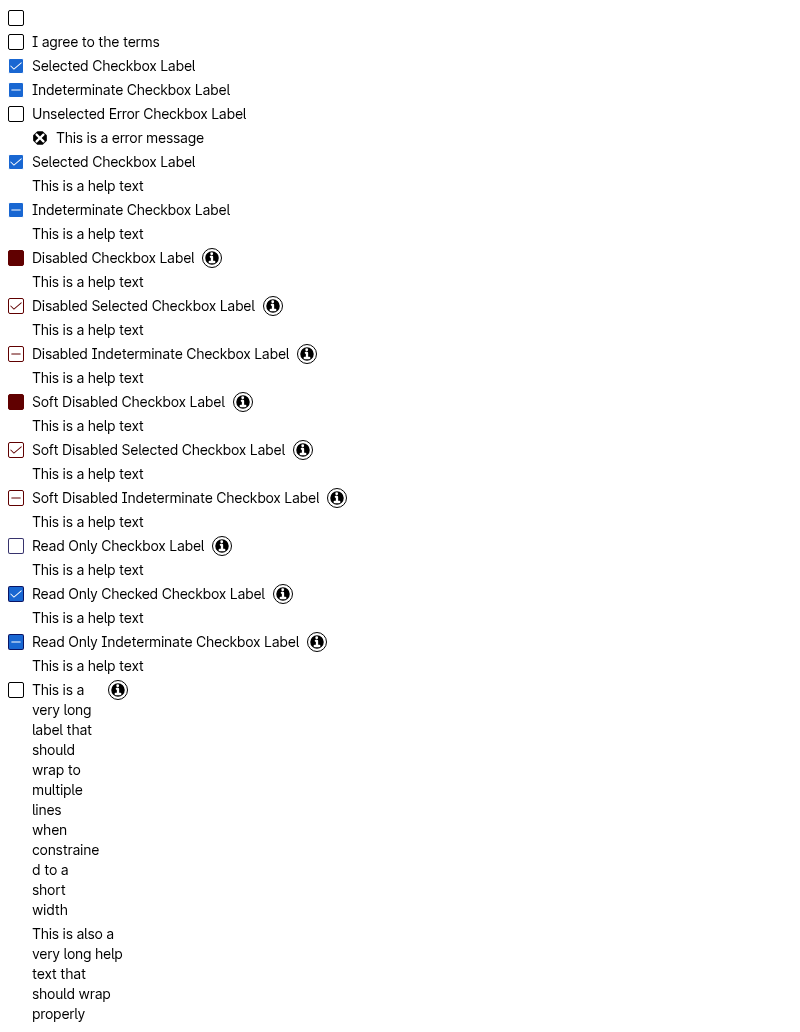 I agree to the terms
Selected Checkbox Label
Indeterminate Checkbox Label
Unselected Error Checkbox Label
This is a error message
Selected Checkbox Label
This is a help text
Indeterminate Checkbox Label
This is a help text
Disabled Checkbox Label
This is a help text
Disabled Selected Checkbox Label
This is a help text
Disabled Indeterminate Checkbox Label
This is a help text
Soft Disabled Checkbox Label
This is a help text
Soft Disabled Selected Checkbox Label
This is a help text
Soft Disabled Indeterminate Checkbox Label
This is a help text
Read Only Checkbox Label
This is a help text
Read Only Checked Checkbox Label
This is a help text
Read Only Indeterminate Checkbox Label
This is a help text
This is a
very long
label that
should
wrap to
multiple
lines
when
constraine
d to a
short
width
This is also a
very long help
text that
should wrap
properly